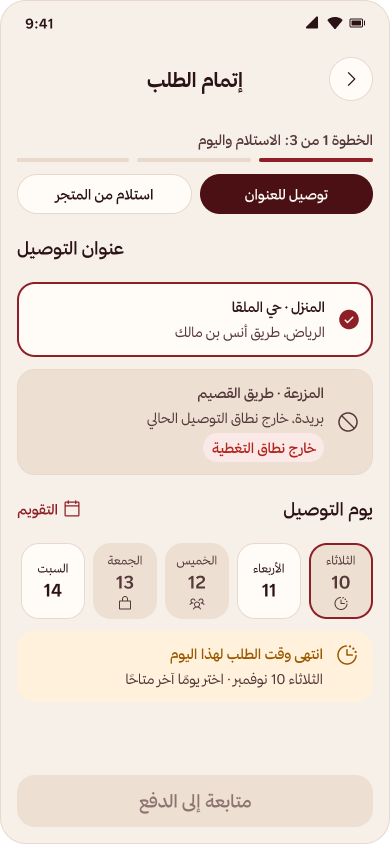 9:41
إتمام الطلب
الخطوة 1 من 3: الاستلام واليوم
توصيل للعنوان
استلام من المتجر
عنوان التوصيل
المنزل · حي الملقا
الرياض، طريق أنس بن مالك
المزرعة · طريق القصيم
بريدة، خارج نطاق التوصيل الحالي
خارج نطاق التغطية
يوم التوصيل
التقويم
الثلاثاء
10
الأربعاء
11
الخميس
12
الجمعة
13
السبت
14
انتهى وقت الطلب لهذا اليوم
الثلاثاء 10 نوفمبر · اختر يومًا آخر متاحًا
متابعة إلى الدفع